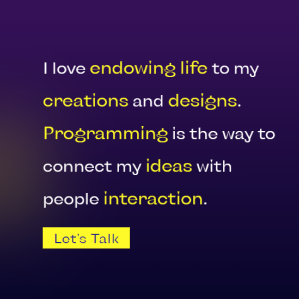 I love endowing life to my
creations and designs.
Programming is the way to
connect my ideas with
people interaction.
Let's Talk